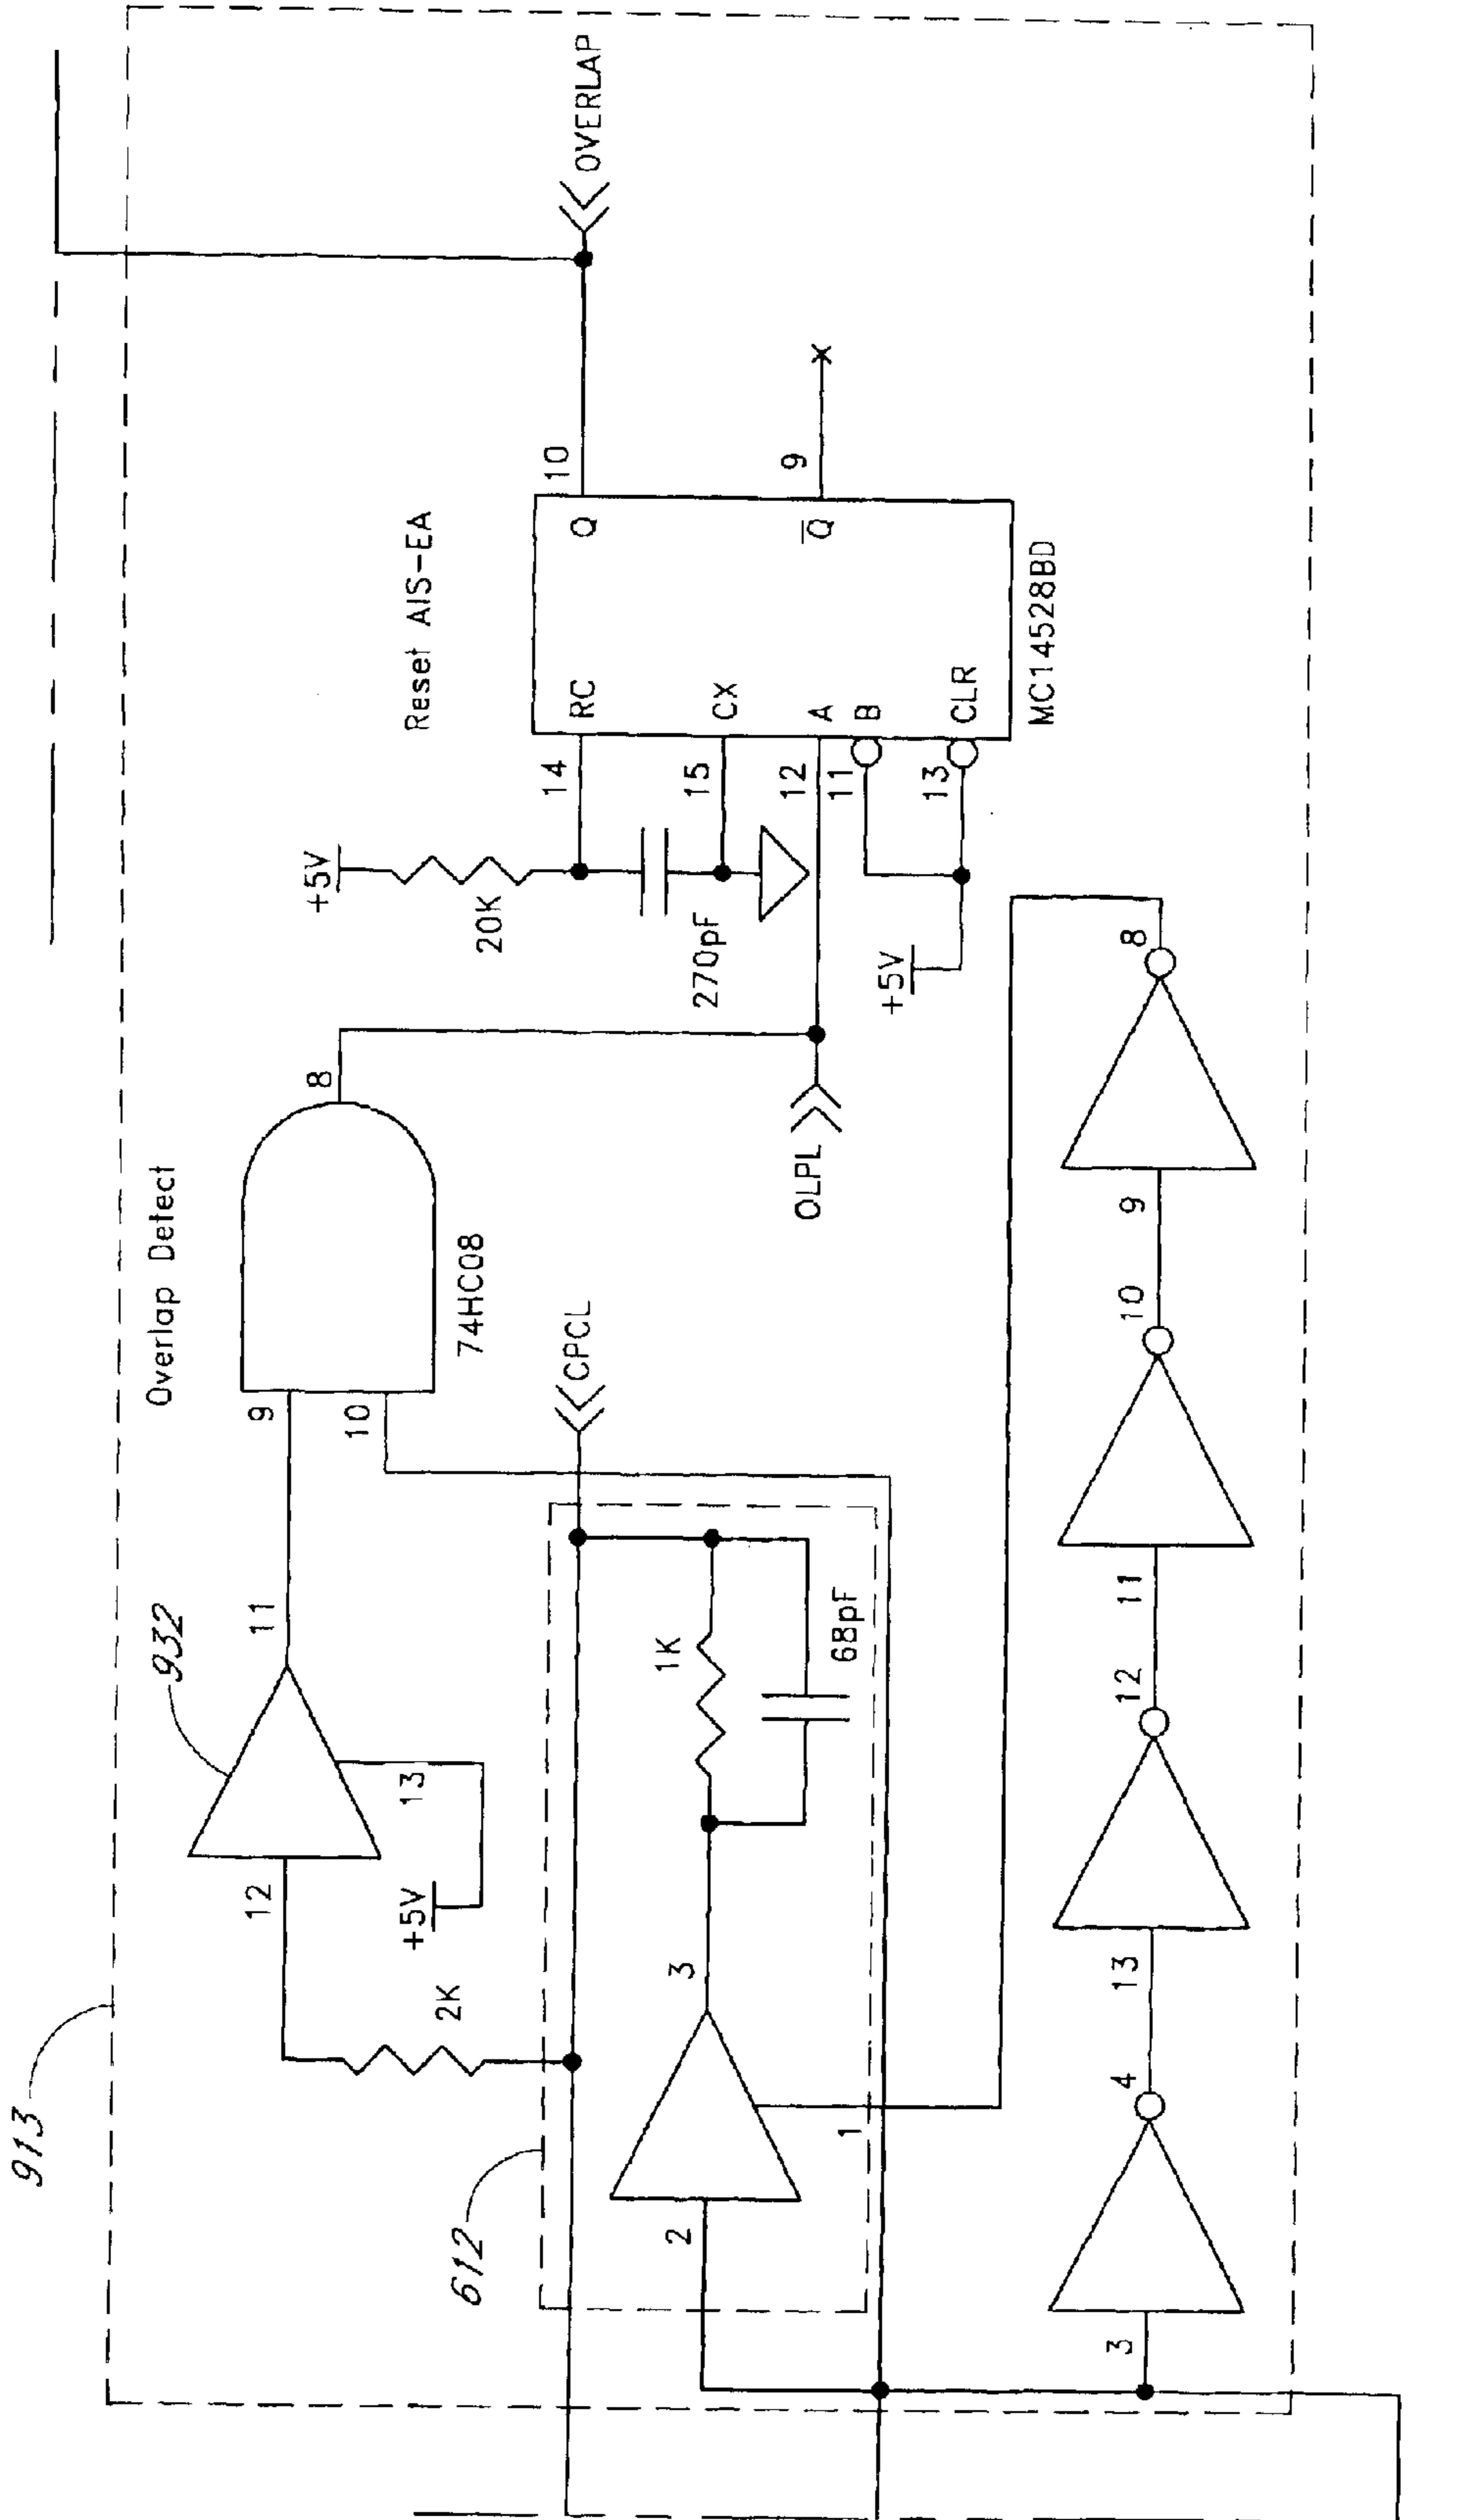 913
Overlap Detect
932
12
11
13
+5V
2K
9
10
8
74HC08
612
2
3
1
1K
68pF
CPCL
OLPL
+5V
20K
270pF
Reset AIS-EA
14
RC
15
CX
12
A
11
B
13
CLR
+5V
Q
10
Q̅
9
MC14528BD
OVERLAP
3
4
13
12
11
10
9
8